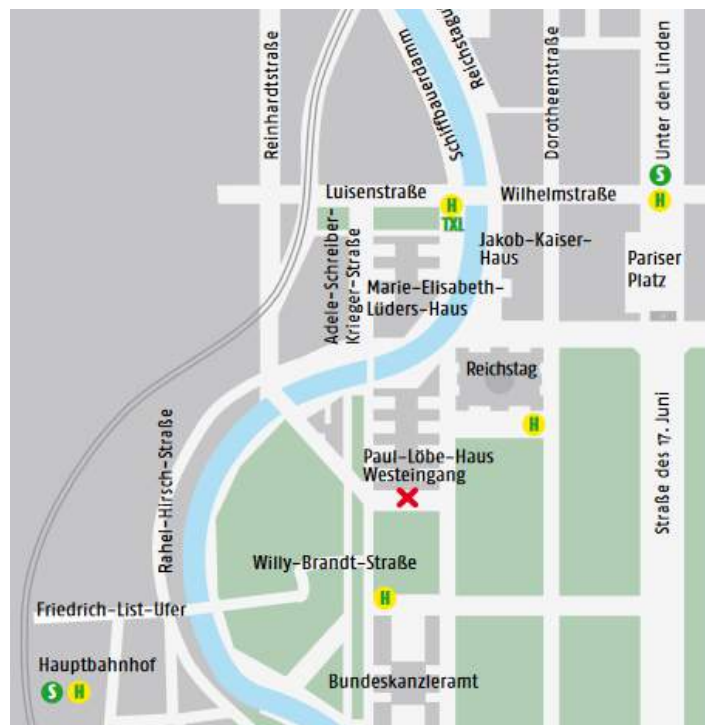 Reinhardtstraße
Schiffbauerdamm
Reichstagu
Dorotheenstraße
Unter den Linden
S
H
Luisenstraße
H
TXL
Wilhelmstraße
Adele-Schreiber-
Krieger-Straße
Jakob-Kaiser-
Haus
Pariser
Platz
Marie-Elisabeth-
Lüders-Haus
Reichstag
H
Rahel-Hirsch-Straße
Paul-Löbe-Haus
Westeingang
Straße des 17. Juni
Willy-Brandt-Straße
H
Friedrich-List-Ufer
Hauptbahnhof
S H
Bundeskanzleramt